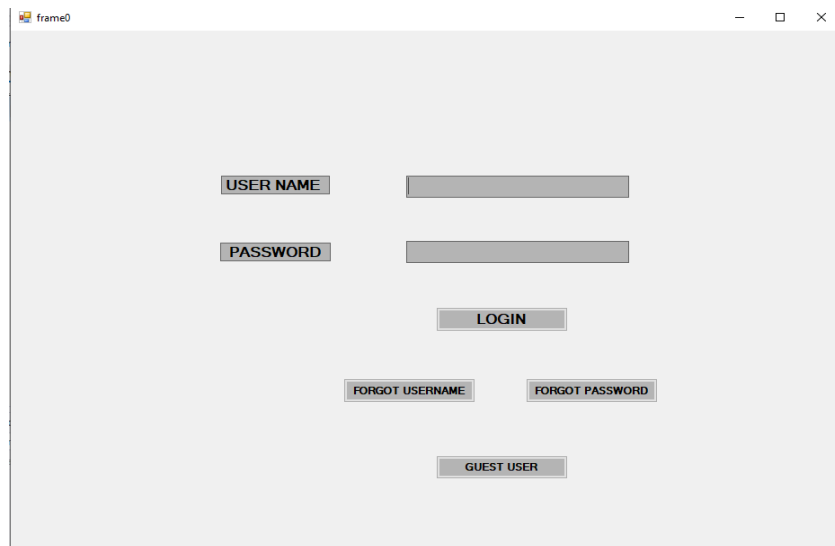 frame0
USER NAME
PASSWORD
LOGIN
FORGOT USERNAME
FORGOT PASSWORD
GUEST USER